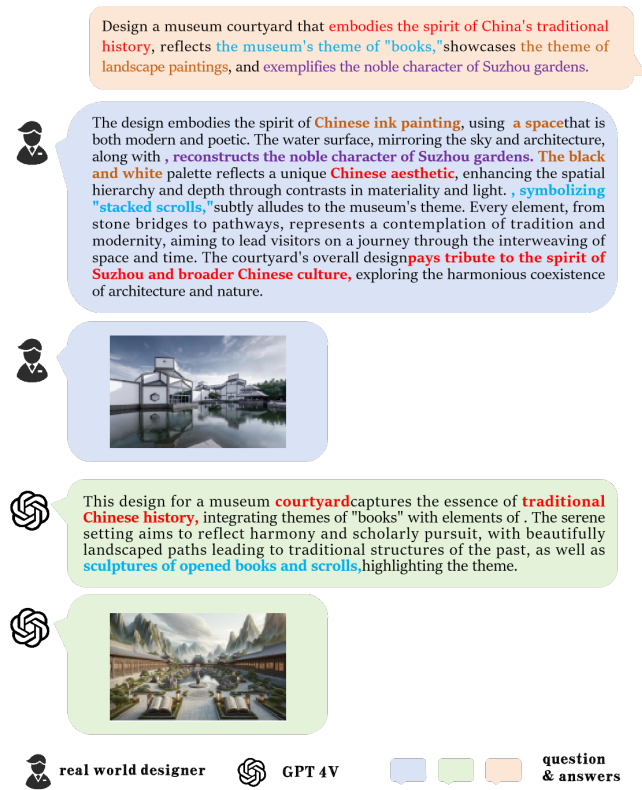 Design a museum courtyard that embodies the spirit of China's traditional
history, reflects the museum's theme of "books,"showcases the theme of
landscape paintings, and exemplifies the noble character of Suzhou gardens.
The design embodies the spirit of Chinese ink painting, using a spacethat is
both modern and poetic. The water surface, mirroring the sky and architecture,
along with , reconstructs the noble character of Suzhou gardens. The black
and white palette reflects a unique Chinese aesthetic, enhancing the spatial
hierarchy and depth through contrasts in materiality and light. , symbolizing
"stacked scrolls,"subtly alludes to the museum's theme. Every element, from
stone bridges to pathways, represents a contemplation of tradition and
modernity, aiming to lead visitors on a journey through the interweaving of
space and time. The courtyard's overall designpays tribute to the spirit of
Suzhou and broader Chinese culture, exploring the harmonious coexistence
of architecture and nature.
This design for a museum courtyardcaptures the essence of traditional
Chinese history, integrating themes of "books" with elements of . The serene
setting aims to reflect harmony and scholarly pursuit, with beautifully
landscaped paths leading to traditional structures of the past, as well as
sculptures of opened books and scrolls,highlighting the theme.
real world designer
GPT 4V
question
& answers